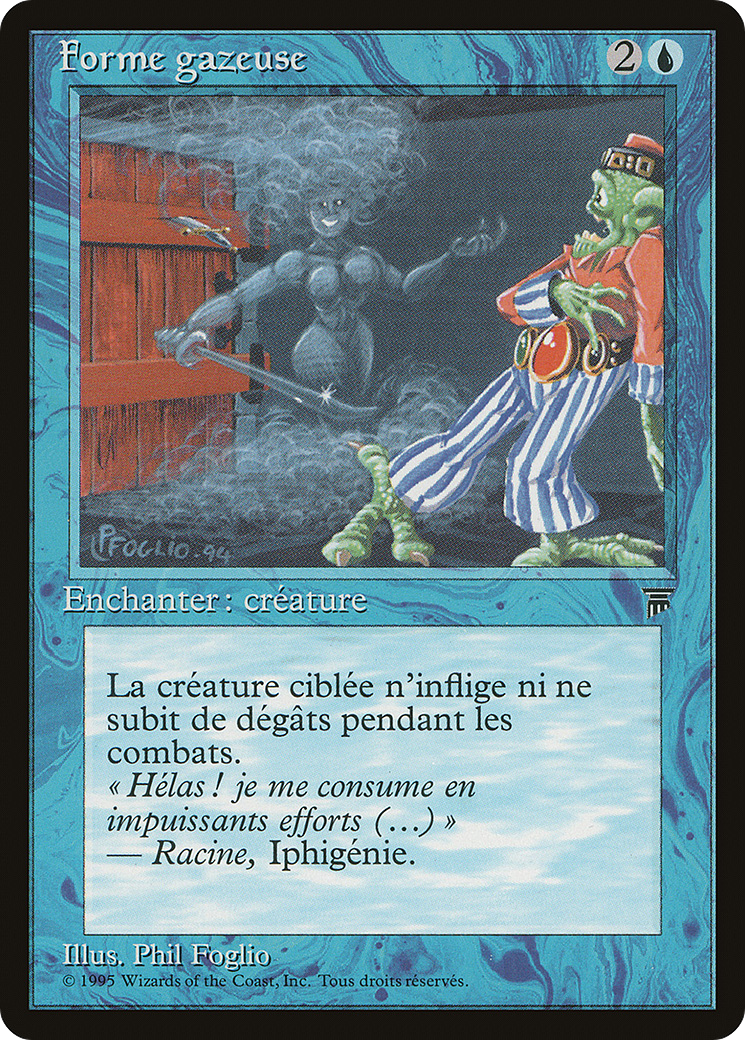 Forme gazeuse 2
PFOGLIO.94
Enchanter : créature
La créature ciblée n'inflige ni ne
subit de dégâts pendant les
combats.
« Hélas ! je me consume en
impuissants efforts (...) »
— Racine, Iphigénie.
Illus. Phil Foglio
© 1995 Wizards of the Coast, Inc. Tous droits réservés.